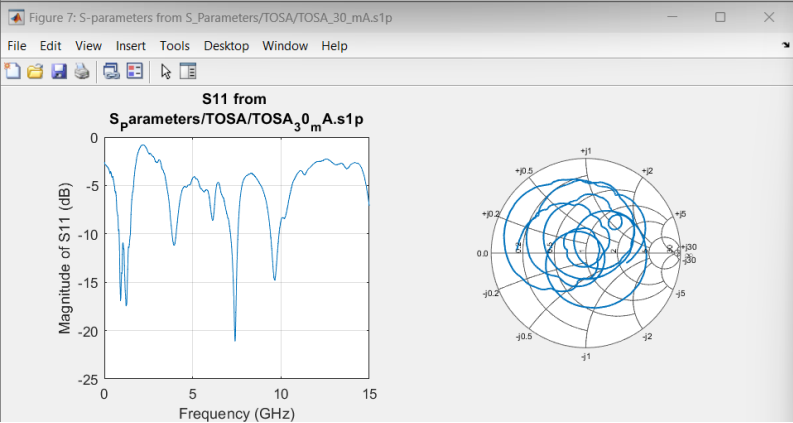 Figure 7: S-parameters from S_Parameters/TOSA/TOSA_30_mA.s1p
File Edit View Insert Tools Desktop Window Help
S11 from
SParameters/TOSA/TOSA30mA.s1p
0
-5
-10
-15
-20
-25
Magnitude of S11 (dB)
0 5 10 15
Frequency (GHz)
+j1
+j0.5 +j2
+j0.2 +j5
0.0
+j30
-j30
-j0.2 -j5
-j0.5 -j2
-j1